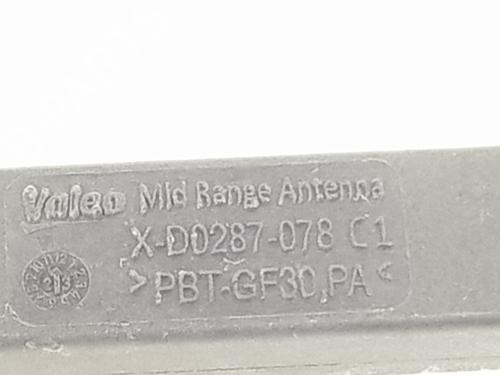 Valeo Mid Range Antenna
X-D0287-078 C1
>PBT-GF30,PA<